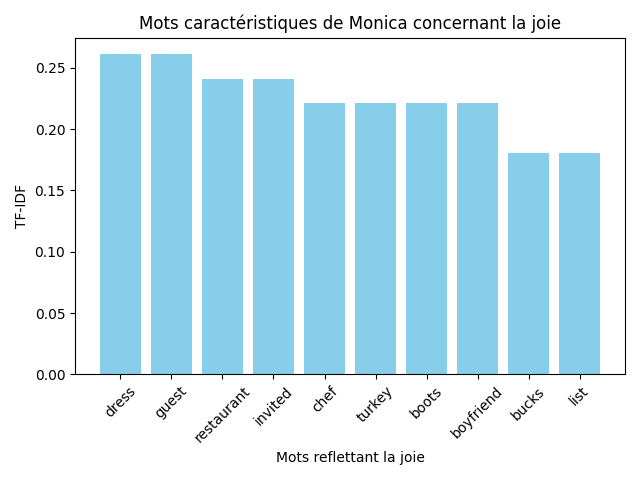 Mots caractéristiques de Monica concernant la joie
TF-IDF
0.25
0.20
0.15
0.10
0.05
0.00
dress
guest
restaurant
invited
chef
turkey
boots
boyfriend
bucks
list
Mots reflettant la joie